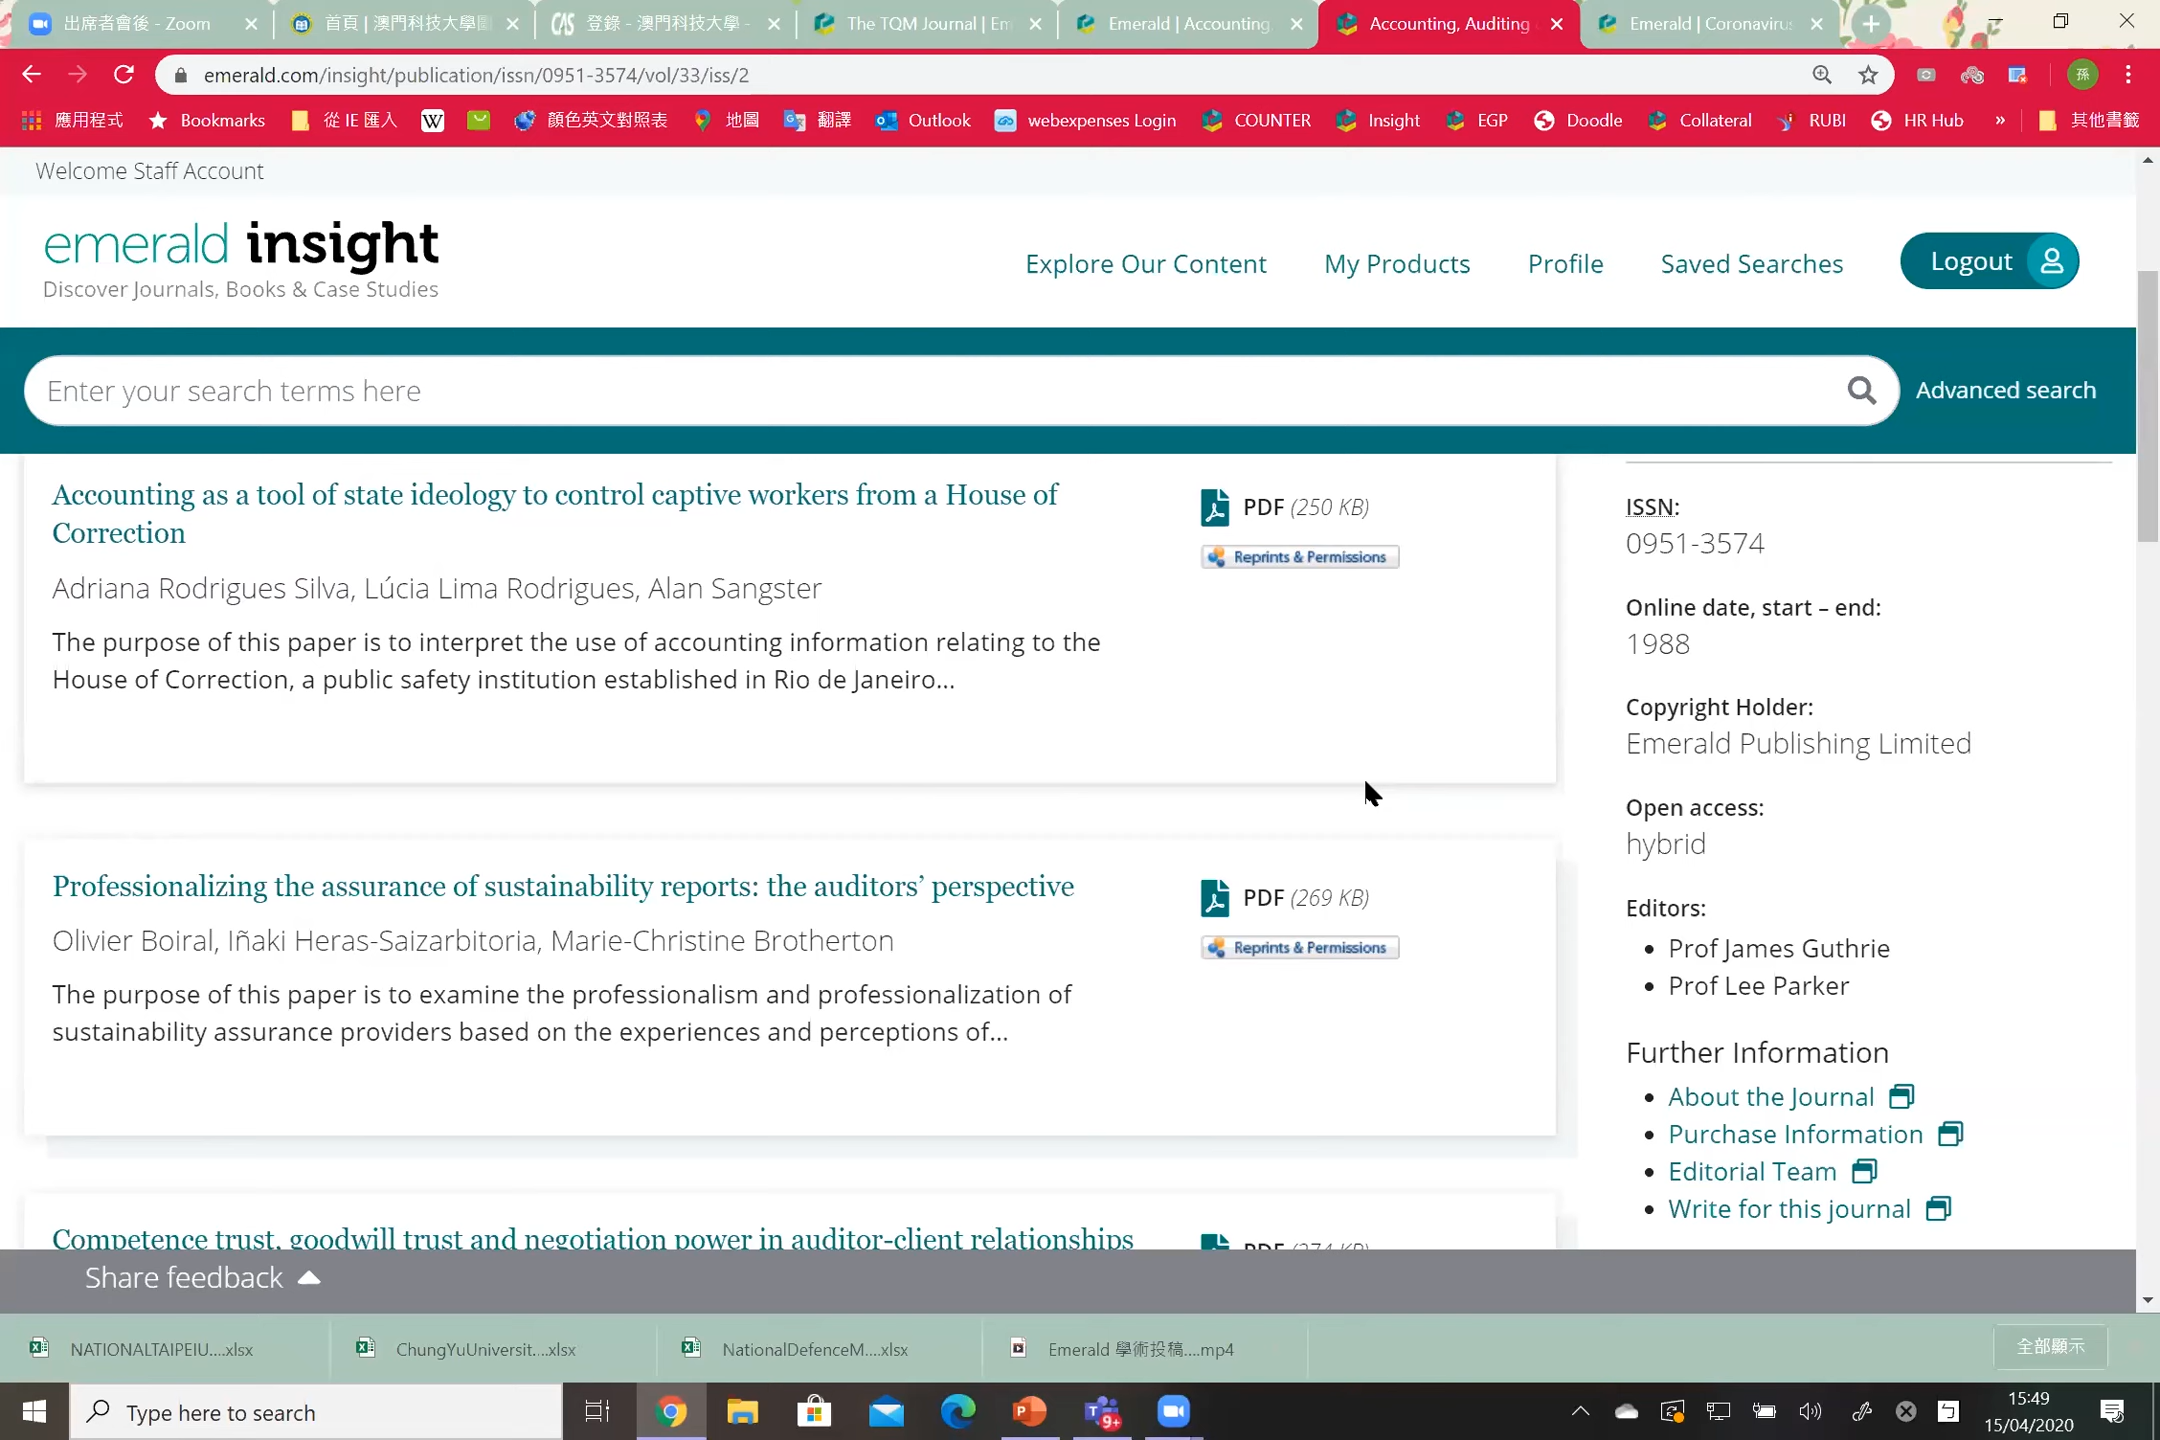 出席者會後 - Zoom
首頁 | 澳門科技大學圖
登錄 - 澳門科技大學 -
The TQM Journal | Em
Emerald | Accounting,
Accounting, Auditing
Emerald | Coronavirus
emerald.com/insight/publication/issn/0951-3574/vol/33/iss/2
孫
應用程式
Bookmarks
從 IE 匯入
W
顏色英文對照表
地圖
翻譯
Outlook
webexpenses Login
COUNTER
Insight
EGP
Doodle
Collateral
RUBI
HR Hub
»
其他書籤
Welcome Staff Account
emerald insight
Discover Journals, Books & Case Studies
Explore Our Content
My Products
Profile
Saved Searches
Logout
Enter your search terms here
Advanced search
Accounting as a tool of state ideology to control captive workers from a House of
Correction
Adriana Rodrigues Silva, Lúcia Lima Rodrigues, Alan Sangster
The purpose of this paper is to interpret the use of accounting information relating to the
House of Correction, a public safety institution established in Rio de Janeiro...
PDF (250 KB)
Reprints & Permissions
Professionalizing the assurance of sustainability reports: the auditors’ perspective
Olivier Boiral, Iñaki Heras-Saizarbitoria, Marie-Christine Brotherton
The purpose of this paper is to examine the professionalism and professionalization of
sustainability assurance providers based on the experiences and perceptions of...
PDF (269 KB)
Reprints & Permissions
Competence trust, goodwill trust and negotiation power in auditor-client relationships
PDF (274 KB)
ISSN:
0951-3574
Online date, start – end:
1988
Copyright Holder:
Emerald Publishing Limited
Open access:
hybrid
Editors:
• Prof James Guthrie
• Prof Lee Parker
Further Information
• About the Journal
• Purchase Information
• Editorial Team
• Write for this journal
Share feedback
NATIONALTAIPEIU....xlsx
ChungYuUniversit....xlsx
NationalDefenceM....xlsx
Emerald 學術投稿....mp4
全部顯示
Type here to search
9+
ㄅ
15:49
15/04/2020